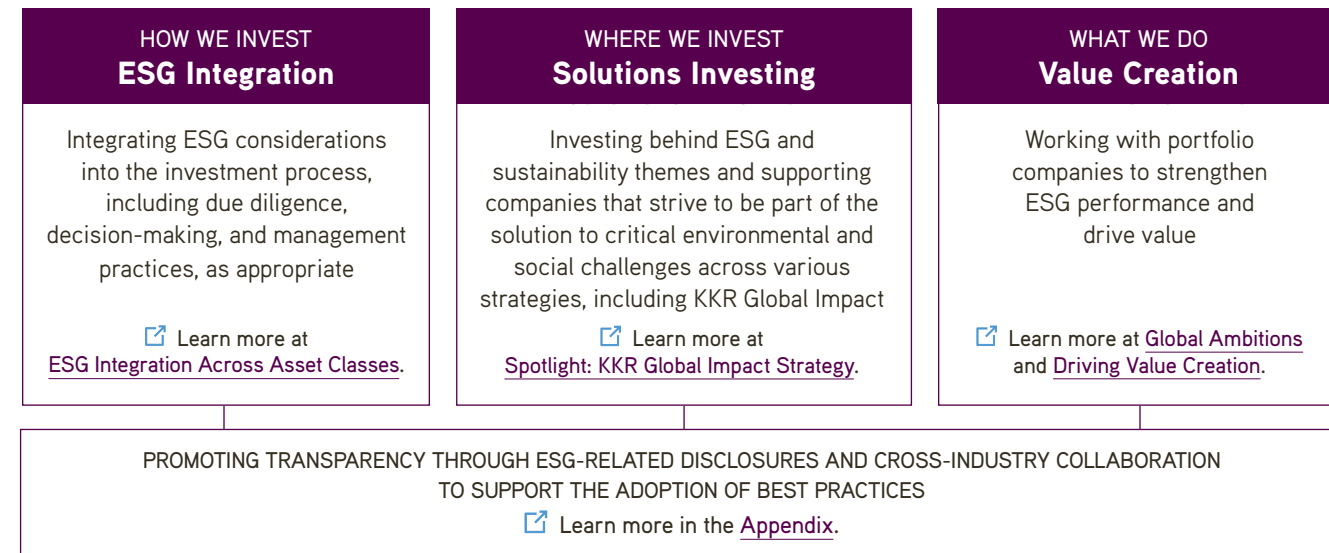 HOW WE INVEST
ESG Integration
Integrating ESG considerations
into the investment process,
including due diligence,
decision-making, and management
practices, as appropriate
Learn more at
ESG Integration Across Asset Classes.
WHERE WE INVEST
Solutions Investing
Investing behind ESG and
sustainability themes and supporting
companies that strive to be part of the
solution to critical environmental and
social challenges across various
strategies, including KKR Global Impact
Learn more at
Spotlight: KKR Global Impact Strategy.
WHAT WE DO
Value Creation
Working with portfolio
companies to strengthen
ESG performance and
drive value
Learn more at Global Ambitions
and Driving Value Creation.
PROMOTING TRANSPARENCY THROUGH ESG-RELATED DISCLOSURES AND CROSS-INDUSTRY COLLABORATION
TO SUPPORT THE ADOPTION OF BEST PRACTICES
Learn more in the Appendix.